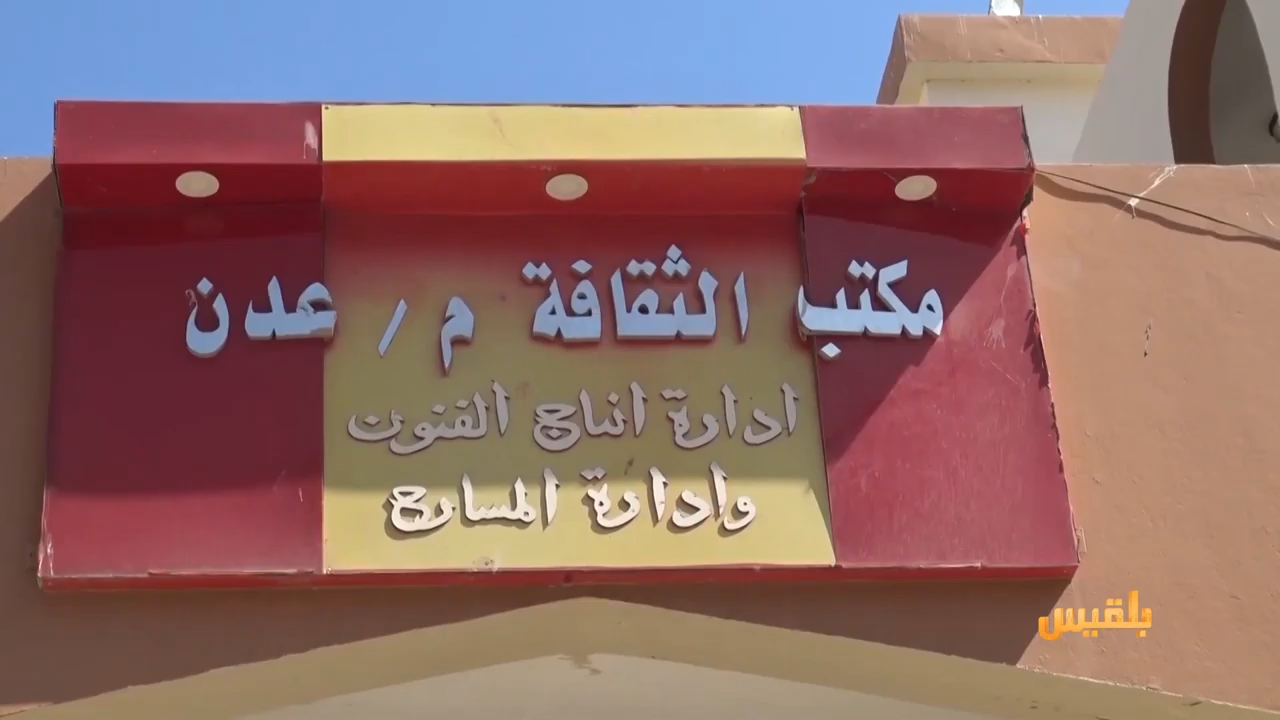 مكتب الثقافة م / عدن
ادارة انتاج الفنون
وادارة المسارح
بلقيس